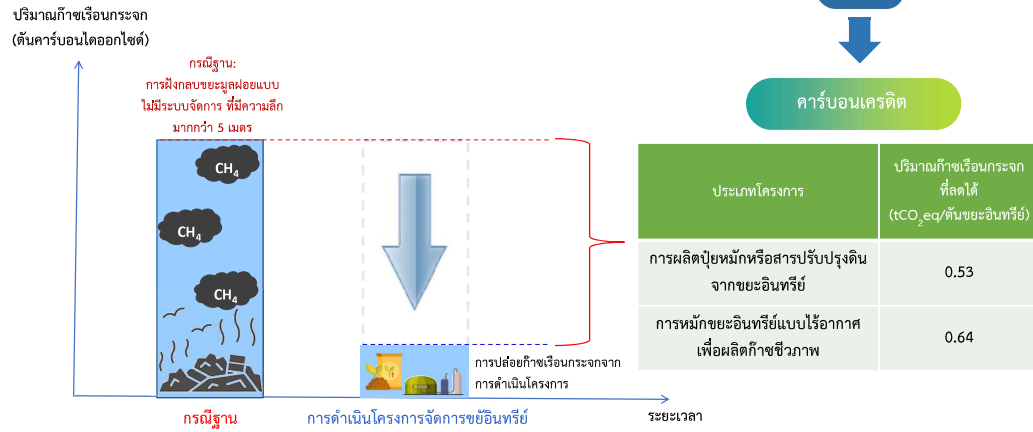 ปริมาณก๊าซเรือนกระจก
(ตันคาร์บอนไดออกไซต์)
กรณีฐาน:
การฝังกลบขยะมูลฝอยแบบ
ไม่มีระบบจัดการ ที่มีความลึก
มากกว่า 5 เมตร
CH4
CH4
CH4
การปล่อยก๊าซเรือนกระจกจาก
การดำเนินโครงการ
กรณีฐาน
การดำเนินโครงการจัดการขยัอินทรีย์
ระยะเวลา
คาร์บอนเครดิต
ประเภทโครงการ
ปริมาณก๊าซเรือนกระจก
ที่ลดได้
(tCO2eq/ตันขยะอินทรีย์)
การผลิตปุ๋ยหมักหรือสารปรับปรุงดิน
จากขยะอินทรีย์
0.53
การหมักขยะอินทรีย์แบบไร้อากาศ
เพื่อผลิตก๊าซชีวภาพ
0.64